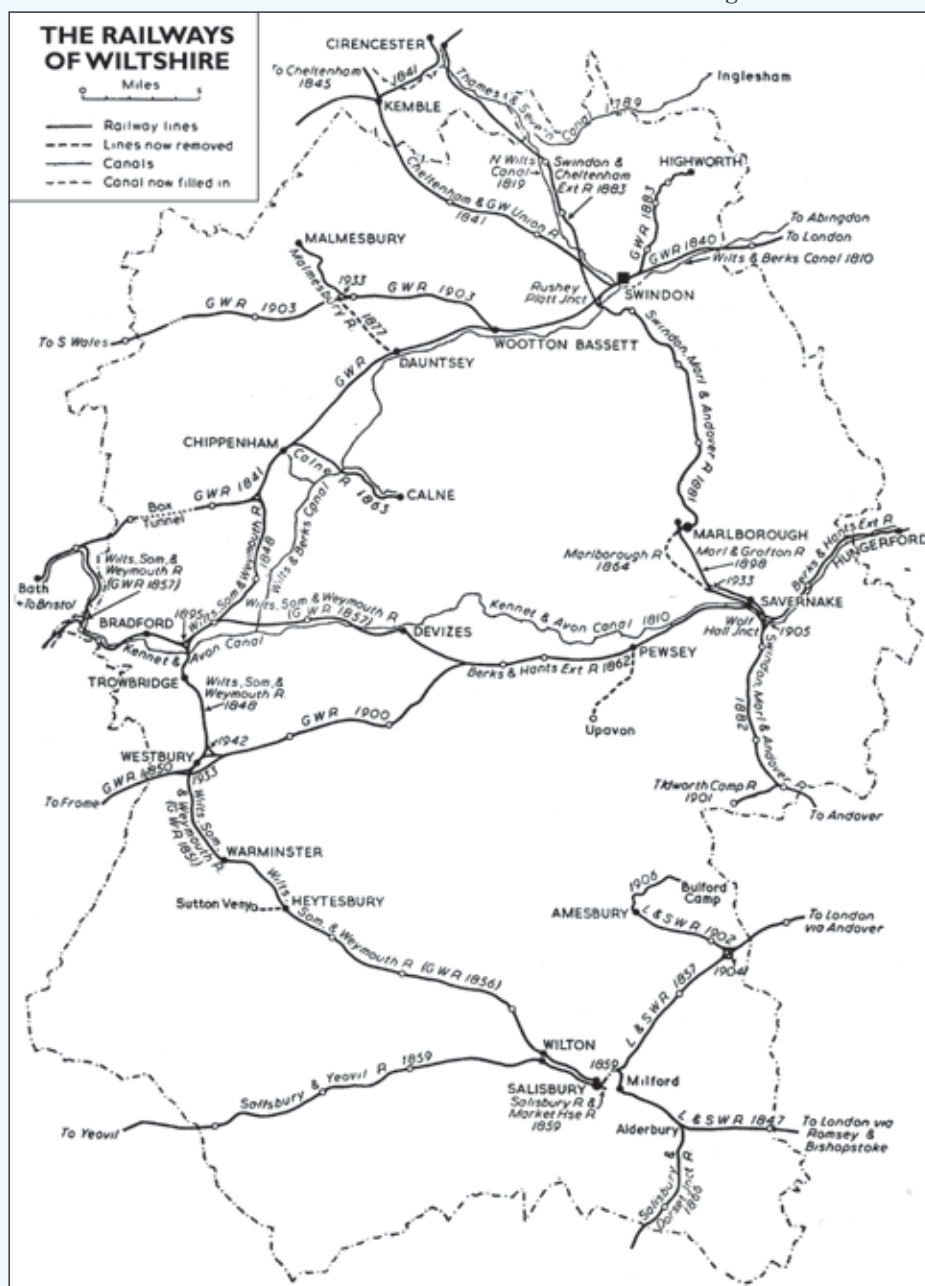 THE RAILWAYS
OF WILTSHIRE
Miles
0 5
Railway lines
Lines now removed
Canals
Canal now filled in
CIRENCESTER
To Cheltenham
1845
1841
KEMBLE
Thames & Severn Canal 1789
Inglesham
N Wilts
Canal
1819
Swindon &
Cheltenham
Ext R 1883
HIGHWORTH
Cheltenham & GW Union R
1841
GWR 1883
To Abingdon
To London
GWR 1840
Wilts & Berks Canal 1810
MALMESBURY
Malmesbury R
1877
1933
GWR 1903
GWR 1903
To S Wales
Rushey
Platt Jnct
SWINDON
WOOTTON BASSETT
DAUNTSEY
GWR
Swindon, Marl & Andover R 1881
CHIPPENHAM
Calne R 1863
CALNE
GWR 1841
Box
Tunnel
Wilts, Som, & Weymouth R
1848
Wilts & Berks Canal
MARLBOROUGH
Marlborough R
1864
Marl & Grafton R
1898
1933
Berks & Hants Ext R
HUNGERFORD
SAVERNAKE
Wolf
Hall Jnct
1905
Bath
+To Bristol
Wilts, Som, &
Weymouth R
(GWR 1857)
BRADFORD
1895
Wilts, Som & Weymouth R
(GWR 1857)
Kennet & Avon Canal
DEVIZES
Kennet & Avon Canal 1810
PEWSEY
Berks & Hants Ext R 1862
Upavon
TROWBRIDGE
Wilts, Som, &
Weymouth R.
1848
GWR 1900
1942
WESTBURY
GWR 1850
1933
To Frome
Wilts, Som,
& Weymouth R.
(GWR 1851)
Swindon, Marl & Andover R
1882
Tidworth Camp R
1901
To Andover
WARMINSTER
Sutton Veny
HEYTESBURY
Wilts, Som, & Weymouth R (GWR 1856)
1906
Bulford
Camp
AMESBURY
L & SWR 1902
To London
via Andover
1904
L & SWR 1857
WILTON
1859
SALISBURY
Salisbury R &
Market Hse R
1859
Milford
Salisbury & Yeovil R 1859
To Yeovil
Alderbury
L & SWR 1847
To London via
Romsey &
Bishopstoke
Salisbury &
Dorset Jnct R
1866